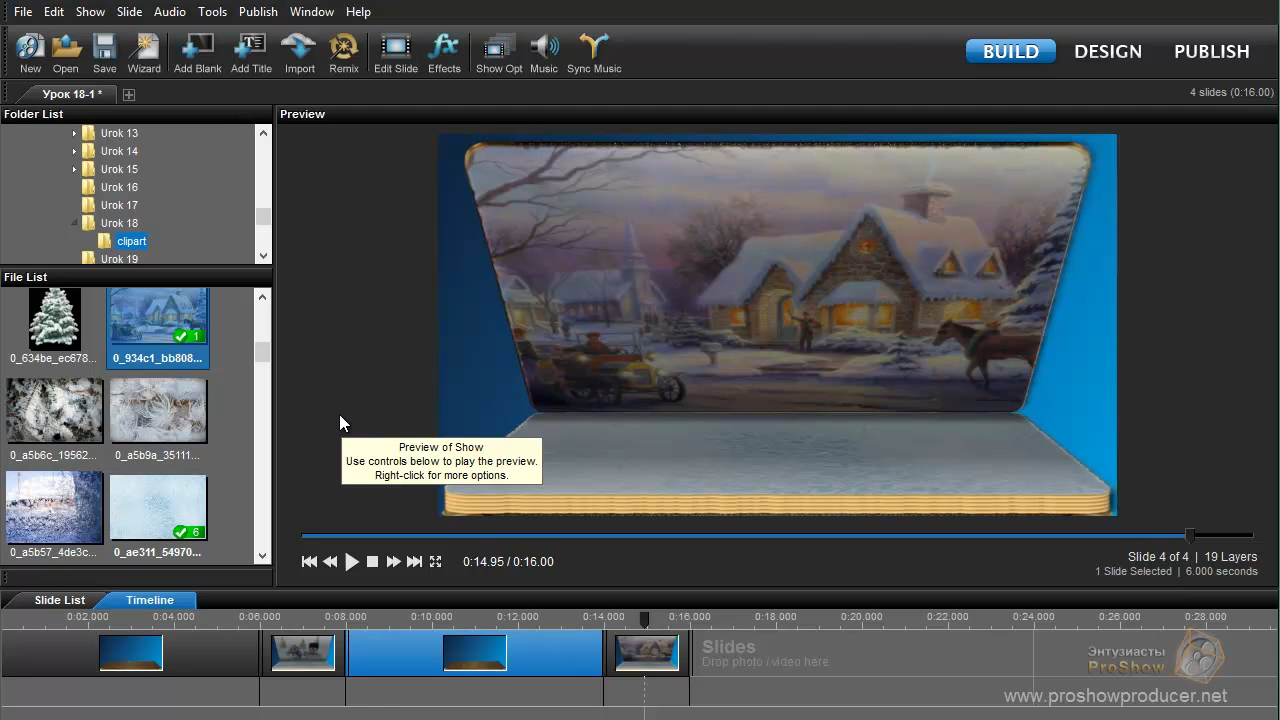 File Edit Show Slide Audio Tools Publish Window Help
New Open Save Wizard Add Blank Add Title Import Remix Edit Slide Effects Show Opt Music Sync Music
BUILD DESIGN PUBLISH
Урок 18-1 *
4 slides (0:16.00)
Folder List
Urok 13
Urok 14
Urok 15
Urok 16
Urok 17
Urok 18
clipart
Urok 19
File List
0_634be_ec678...
0_934c1_bb808...
1
0_a5b6c_19562...
0_a5b9a_35111...
0_a5b57_4de3c...
0_ae311_54970...
6
Preview
Preview of Show
Use controls below to play the preview.
Right-click for more options.
0:14.95 / 0:16.00
Slide 4 of 4 | 19 Layers
1 Slide Selected | 6.000 seconds
Slide List Timeline
0:02.000 0:04.000 0:06.000 0:08.000 0:10.000 0:12.000 0:14.000 0:16.000 0:18.000 0:20.000 0:22.000 0:24.000 0:26.000 0:28.000
Slides
Drop photo / video here
Энтузиасты
ProShow
www.proshowproducer.net